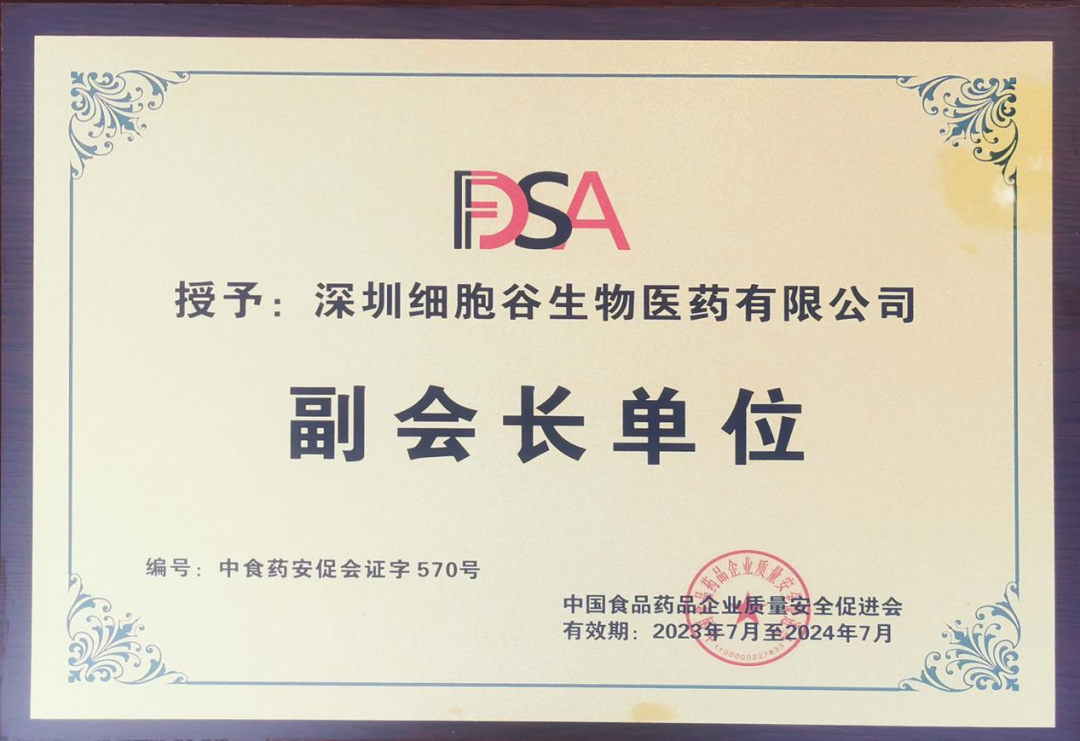 FDSA
授予：深圳细胞谷生物医药有限公司
副会长单位
编号：中食药安促会证字570号
中国食品药品企业质量安全促进会
有效期：2023年7月至2024年7月